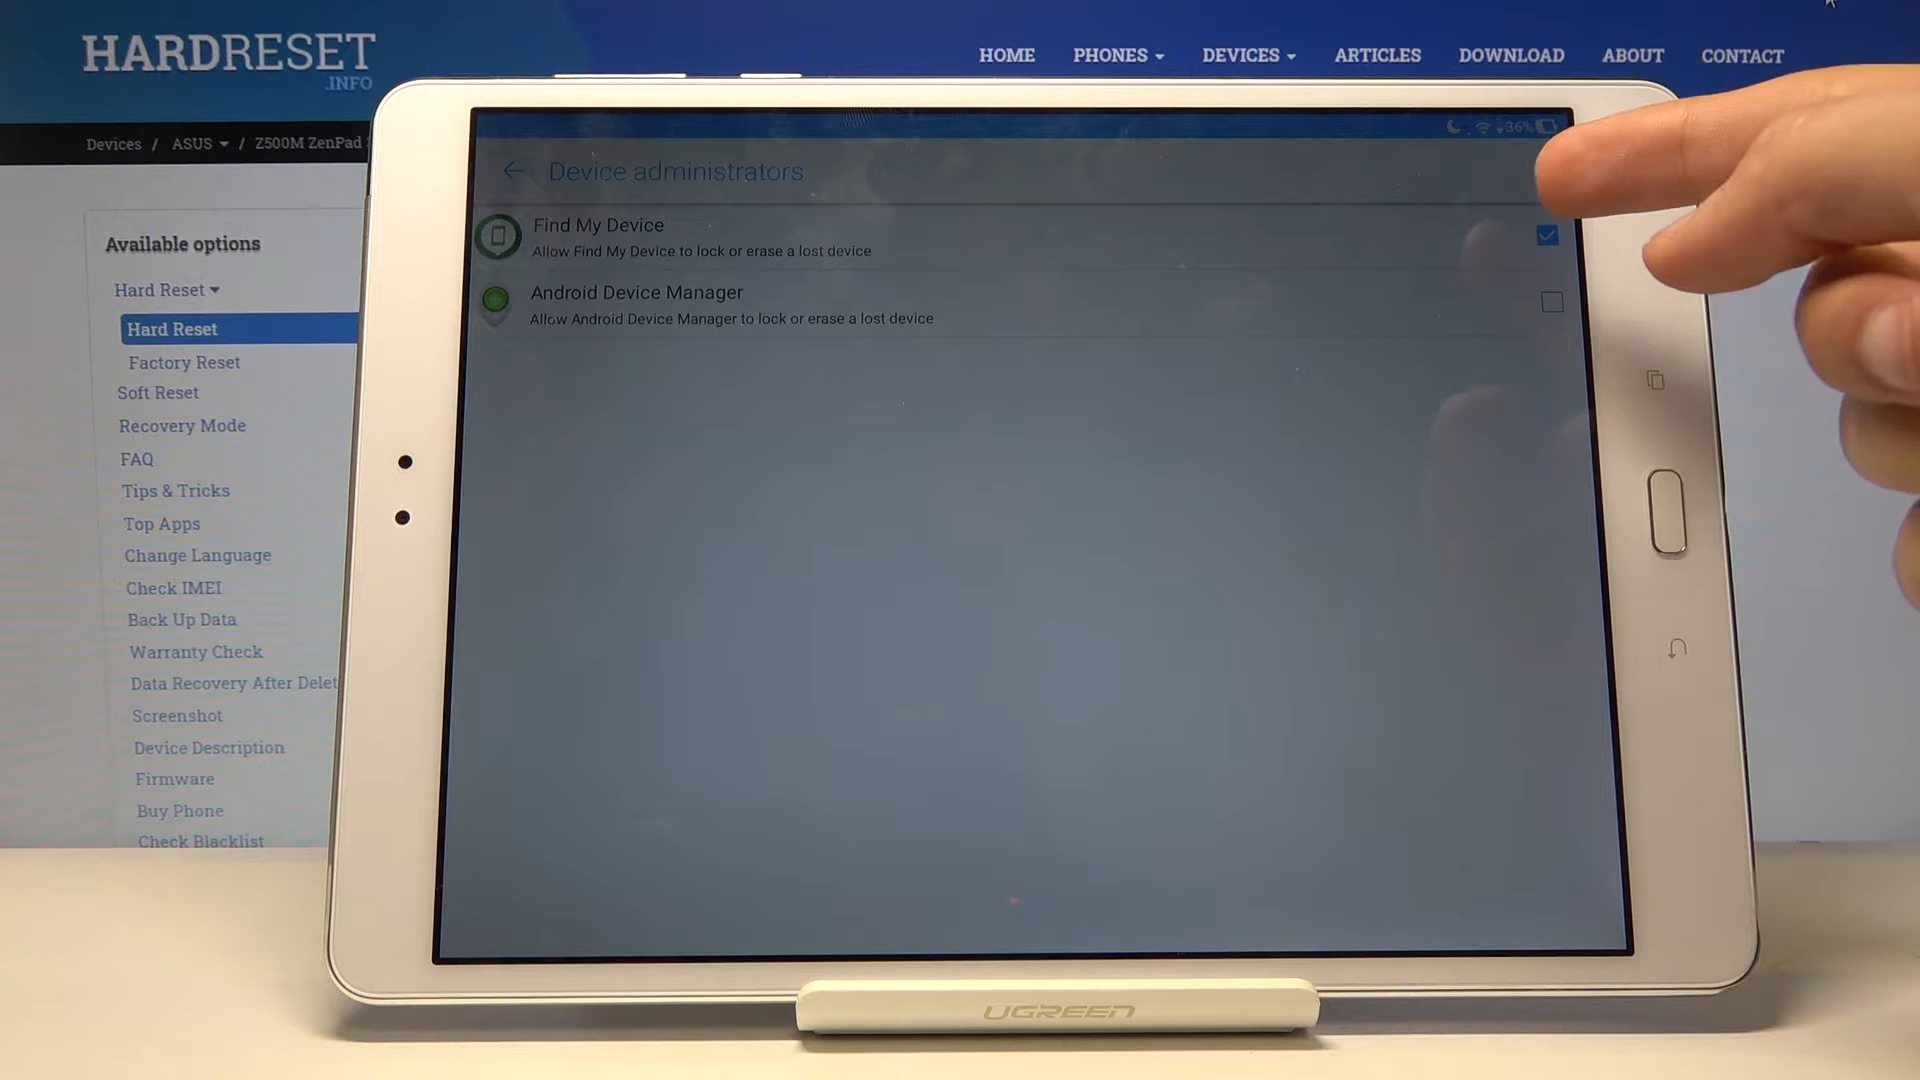 HARDRESET
.INFO
HOME PHONES DEVICES ARTICLES DOWNLOAD ABOUT CONTACT
Devices / ASUS / Z500M ZenPad
Available options
Hard Reset
Hard Reset
Factory Reset
Soft Reset
Recovery Mode
FAQ
Tips & Tricks
Top Apps
Change Language
Check IMEI
Back Up Data
Warranty Check
Data Recovery After Delet
Screenshot
Device Description
Firmware
Buy Phone
Check Blacklist
36%
Device administrators
Find My Device
Allow Find My Device to lock or erase a lost device
Android Device Manager
Allow Android Device Manager to lock or erase a lost device
UGREEN